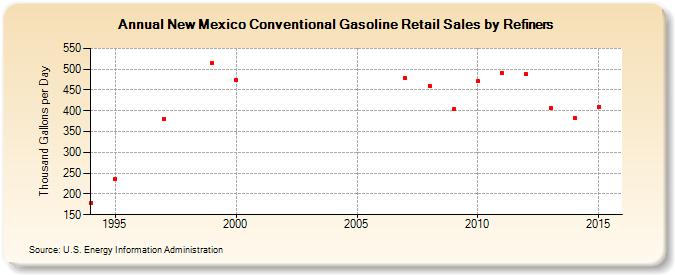 Annual New Mexico Conventional Gasoline Retail Sales by Refiners
Thousand Gallons per Day
550
500
450
400
350
300
250
200
150
1995 2000 2005 2010 2015
Source: U.S. Energy Information Administration